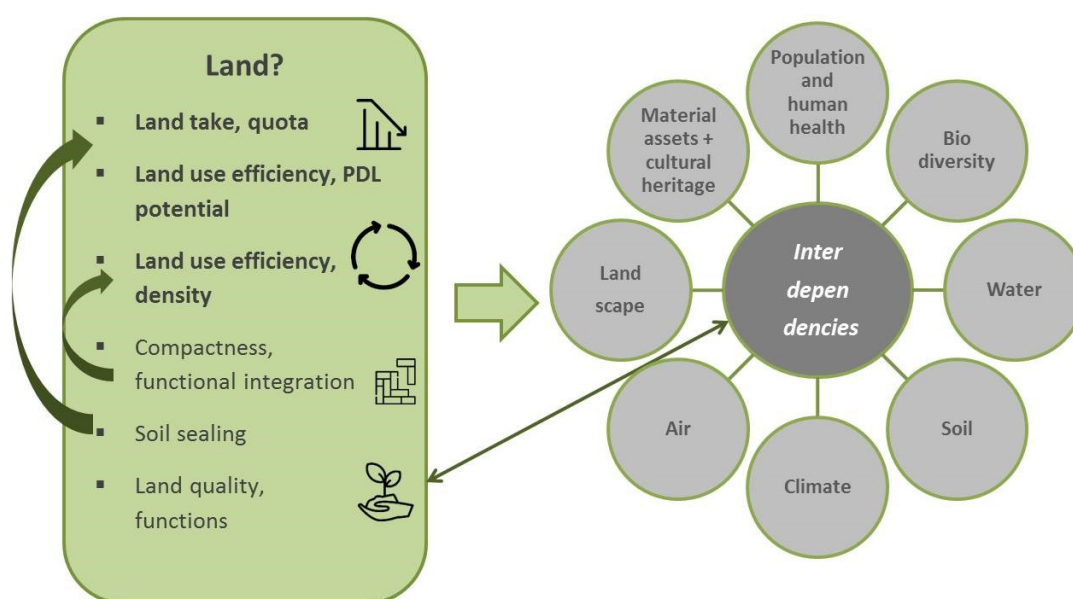 Land?
▪ Land take, quota
▪ Land use efficiency, PDL
potential
▪ Land use efficiency,
density
▪ Compactness,
functional integration
▪ Soil sealing
▪ Land quality,
functions
Population
and
human
health
Material
assets +
cultural
heritage
Bio
diversity
Land
scape
Inter
depen
dencies
Water
Air
Soil
Climate